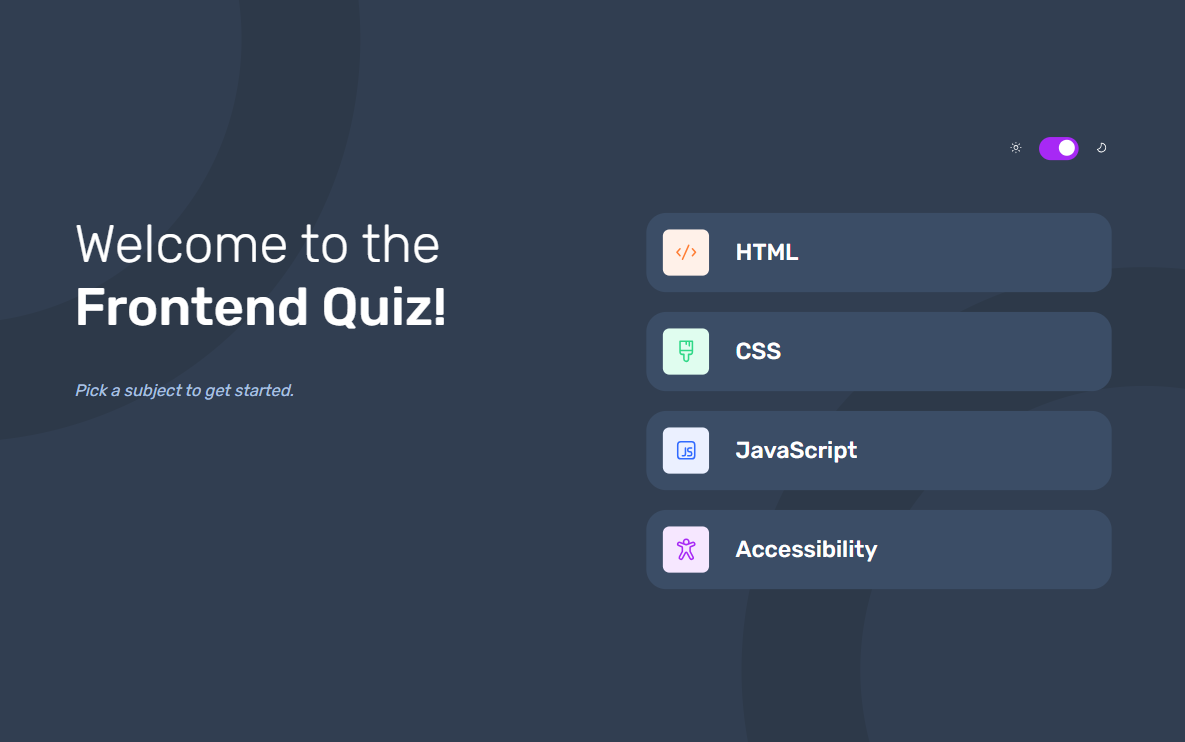 Welcome to the
Frontend Quiz!
Pick a subject to get started.
HTML
CSS
JS
JavaScript
Accessibility